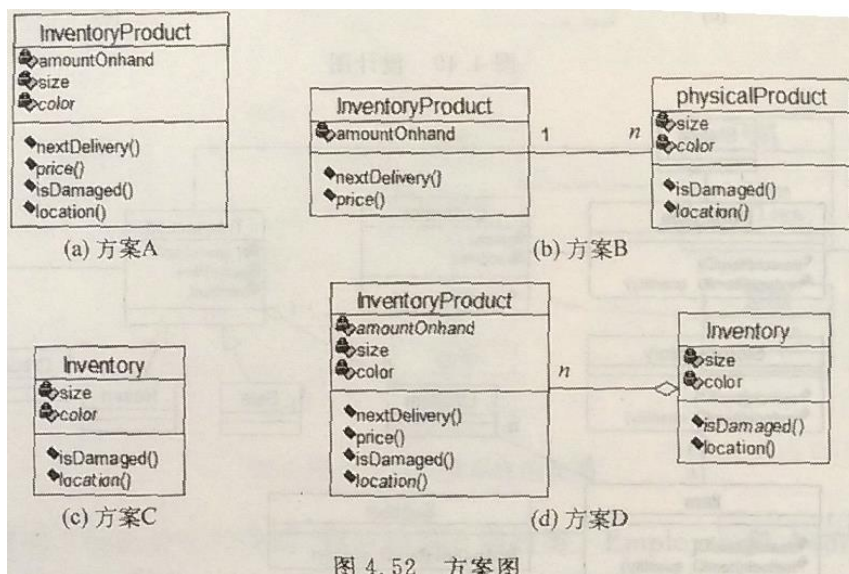 InventoryProduct
amountOnhand
size
color
nextDelivery()
price()
isDamaged()
location()
(a) 方案A
InventoryProduct
amountOnhand
nextDelivery()
price()
1
n
physicalProduct
size
color
isDamaged()
location()
(b) 方案B
Inventory
size
color
isDamaged()
location()
(c) 方案C
InventoryProduct
amountOnhand
size
color
nextDelivery()
price()
isDamaged()
location()
n
Inventory
size
color
isDamaged()
location()
(d) 方案D
图 4.52 方案图